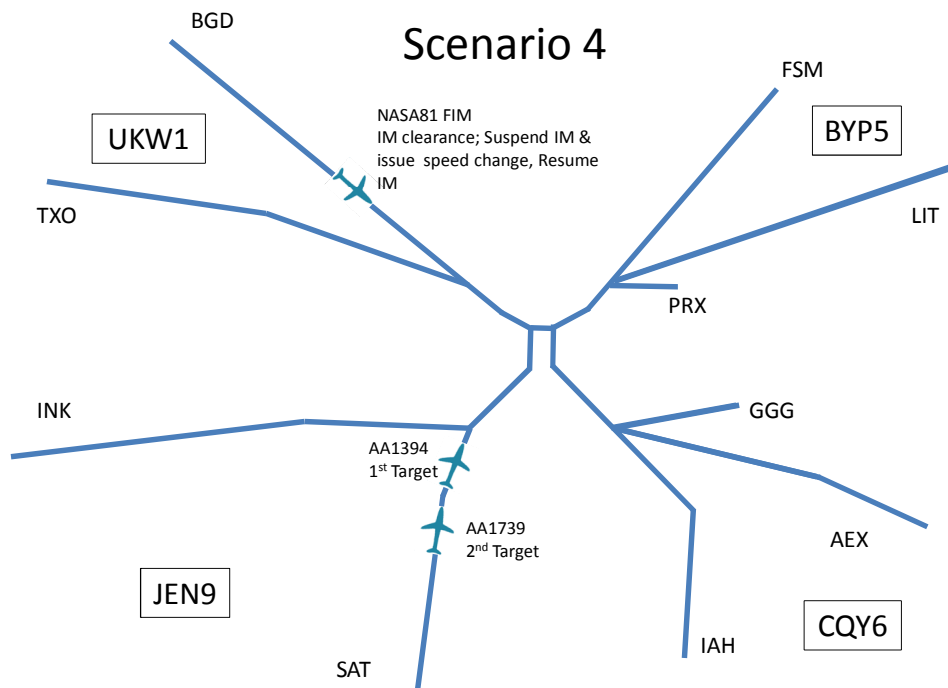 BGD
Scenario 4
FSM
NASA81 FIM
IM clearance; Suspend IM &
issue speed change, Resume
IM
UKW1
BYP5
TXO
LIT
PRX
INK
GGG
AA1394
1st Target
AA1739
2nd Target
AEX
JEN9
CQY6
IAH
SAT